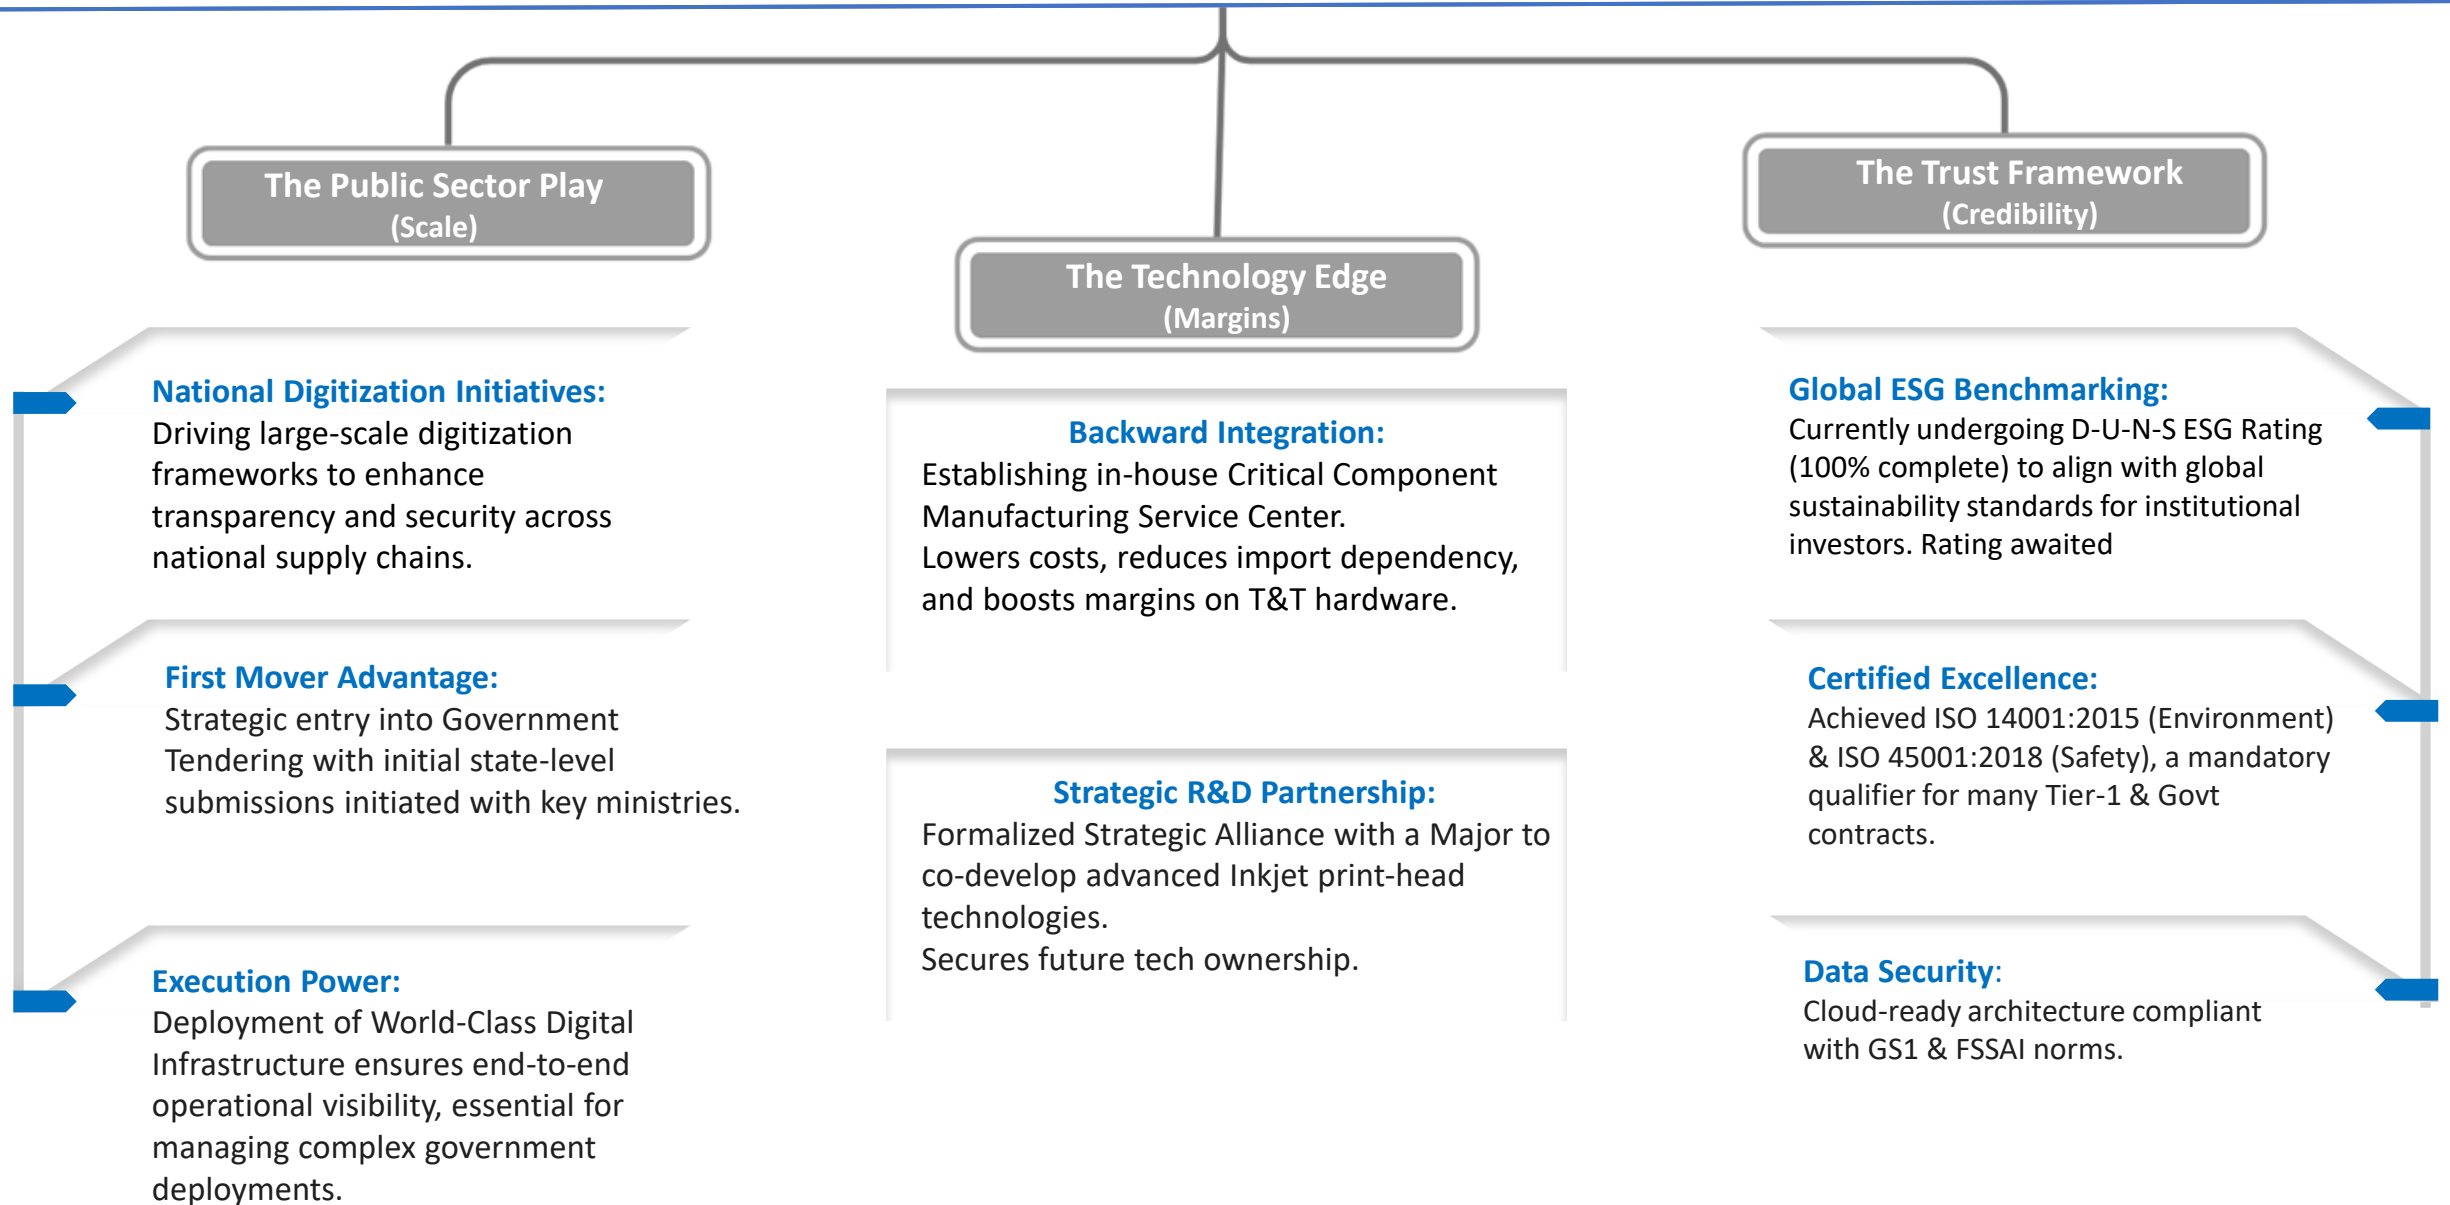 The Public Sector Play
(Scale)
National Digitization Initiatives:
Driving large-scale digitization
frameworks to enhance
transparency and security across
national supply chains.
First Mover Advantage:
Strategic entry into Government
Tendering with initial state-level
submissions initiated with key ministries.
Execution Power:
Deployment of World-Class Digital
Infrastructure ensures end-to-end
operational visibility, essential for
managing complex government
deployments.
The Technology Edge
(Margins)
Backward Integration:
Establishing in-house Critical Component
Manufacturing Service Center.
Lowers costs, reduces import dependency,
and boosts margins on T&T hardware.
Strategic R&D Partnership:
Formalized Strategic Alliance with a Major to
co-develop advanced Inkjet print-head
technologies.
Secures future tech ownership.
The Trust Framework
(Credibility)
Global ESG Benchmarking:
Currently undergoing D-U-N-S ESG Rating
(100% complete) to align with global
sustainability standards for institutional
investors. Rating awaited
Certified Excellence:
Achieved ISO 14001:2015 (Environment)
& ISO 45001:2018 (Safety), a mandatory
qualifier for many Tier-1 & Govt
contracts.
Data Security:
Cloud-ready architecture compliant
with GS1 & FSSAI norms.